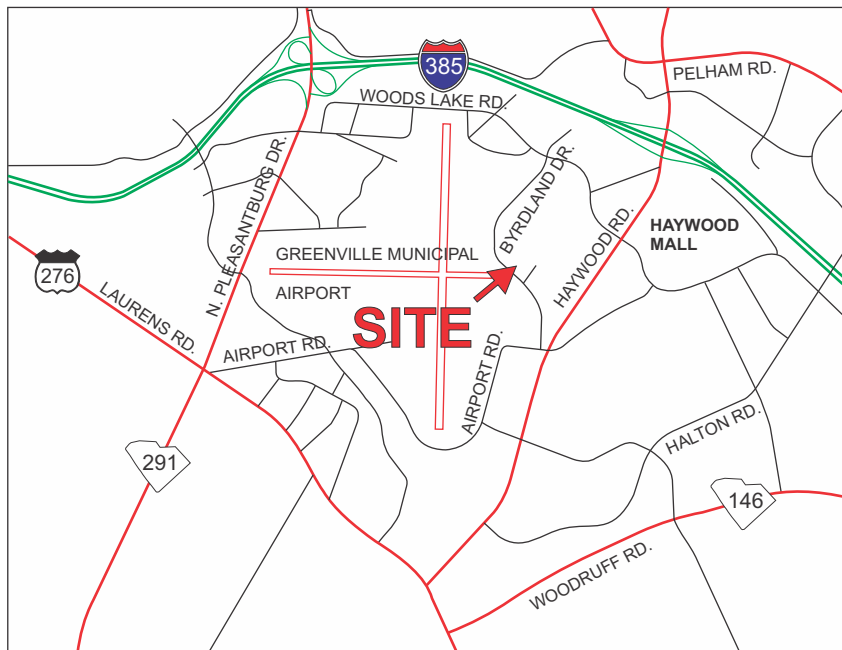 385
PELHAM RD.
WOODS LAKE RD.
N. PLEASANTBURG DR.
BYRDLAND DR.
HAYWOOD RD.
HAYWOOD
MALL
GREENVILLE MUNICIPAL
AIRPORT
276
LAURENS RD.
SITE
AIRPORT RD.
AIRPORT RD.
HALTON RD.
291
146
WOODRUFF RD.